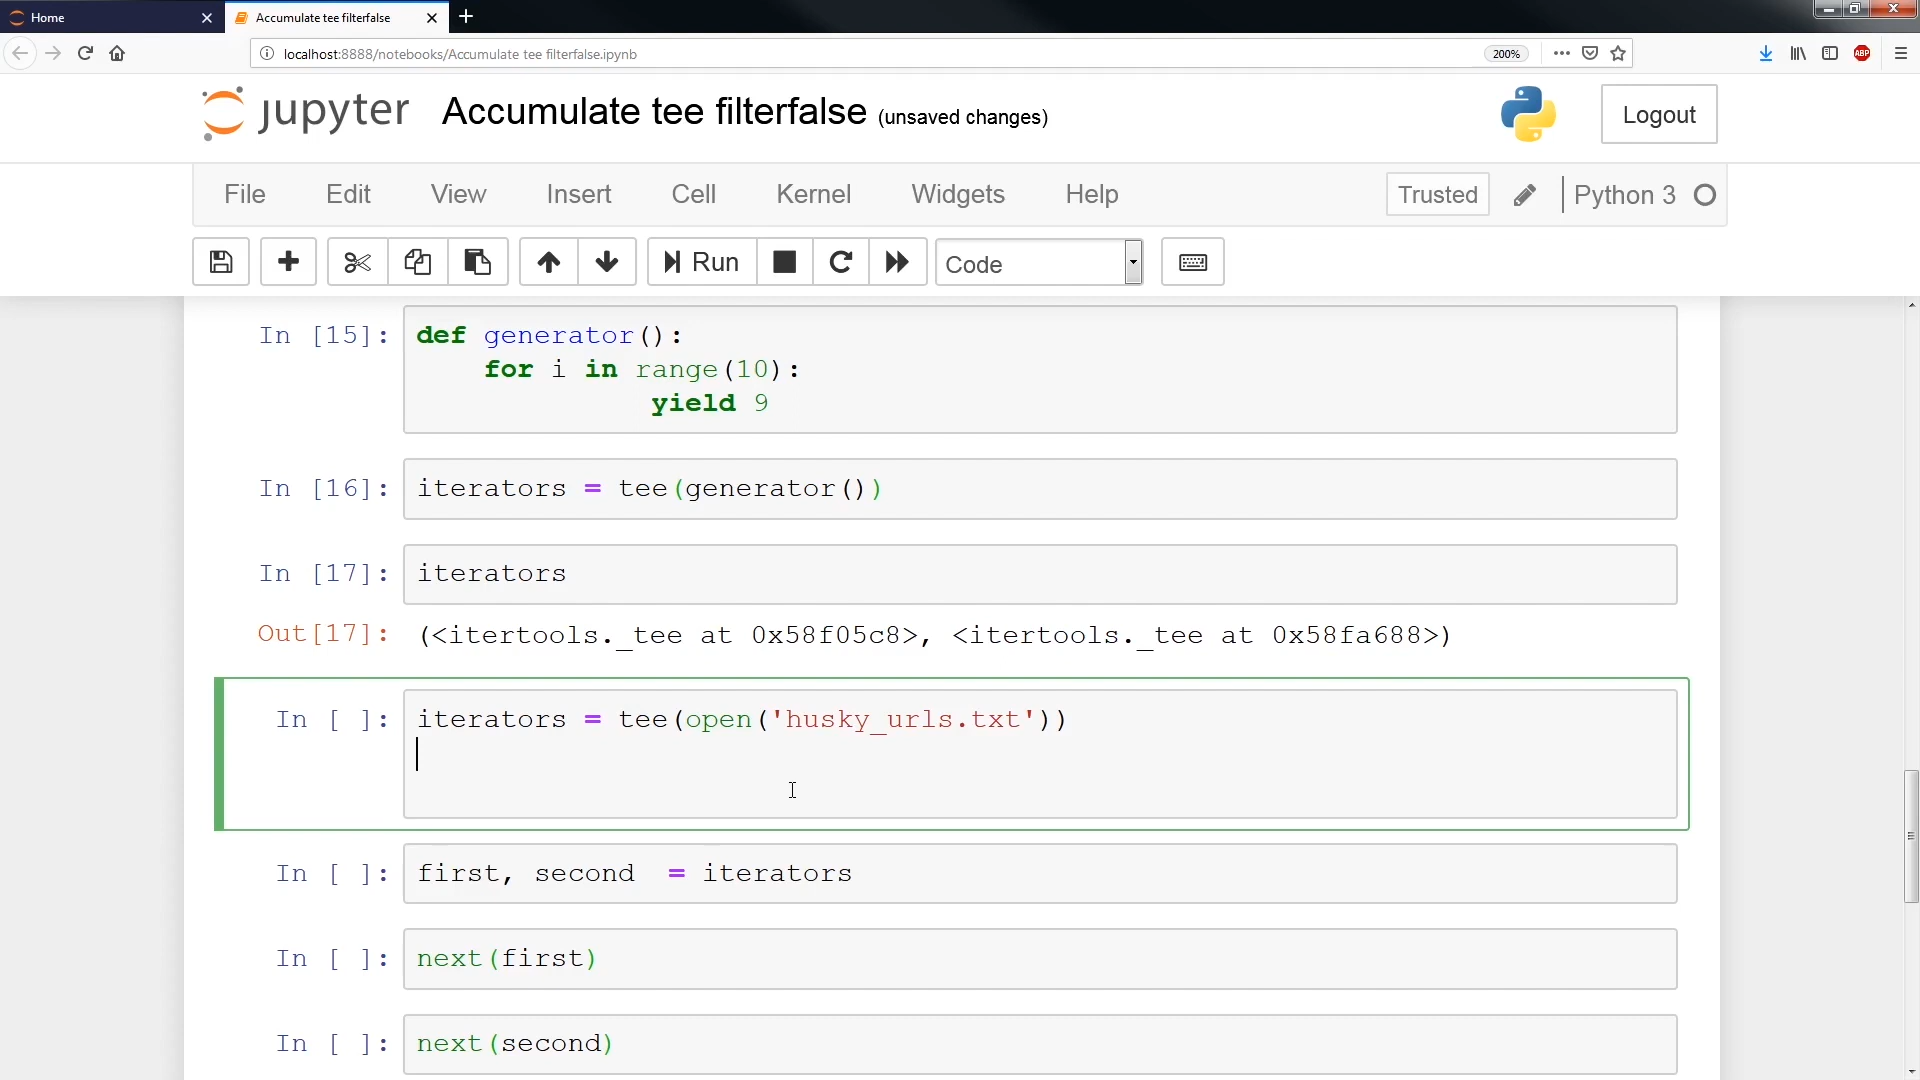 Home
Accumulate tee filterfalse
localhost:8888/notebooks/Accumulate tee filterfalse.ipynb
200%
ABP
jupyter Accumulate tee filterfalse (unsaved changes)
Logout
File Edit View Insert Cell Kernel Widgets Help Trusted Python 3
Run
Code
In [15]: def generator():
    for i in range(10):
              yield 9
In [16]: iterators = tee(generator())
In [17]: iterators
Out[17]: (<itertools._tee at 0x58f05c8>, <itertools._tee at 0x58fa688>)
In [ ]: iterators = tee(open('husky_urls.txt'))
In [ ]: first, second  = iterators
In [ ]: next(first)
In [ ]: next(second)